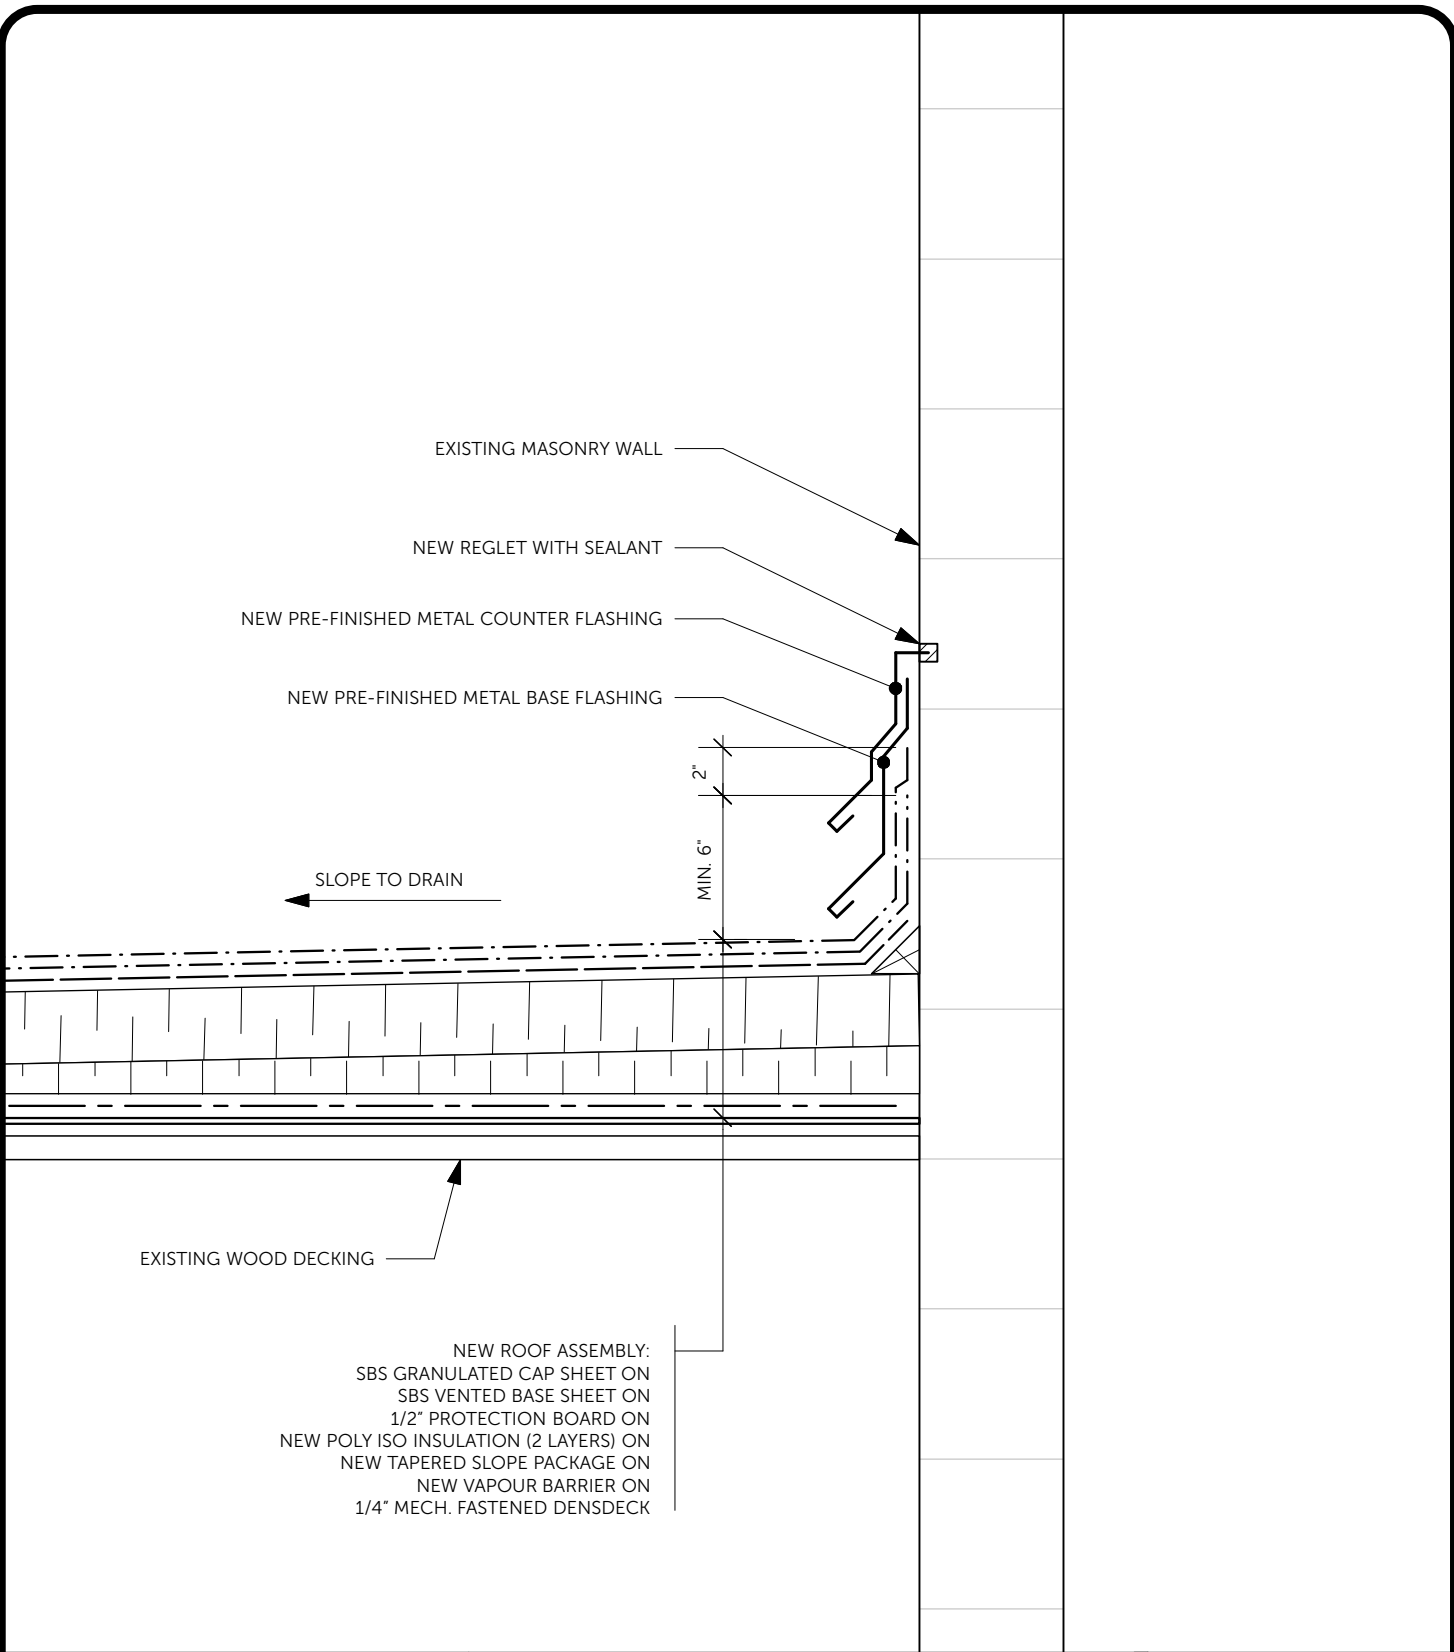 EXISTING MASONRY WALL
NEW REGLET WITH SEALANT
NEW PRE-FINISHED METAL COUNTER FLASHING
NEW PRE-FINISHED METAL BASE FLASHING
2"
MIN. 6"
SLOPE TO DRAIN
EXISTING WOOD DECKING
NEW ROOF ASSEMBLY:
SBS GRANULATED CAP SHEET ON
SBS VENTED BASE SHEET ON
1/2" PROTECTION BOARD ON
NEW POLY ISO INSULATION (2 LAYERS) ON
NEW TAPERED SLOPE PACKAGE ON
NEW VAPOUR BARRIER ON
1/4" MECH. FASTENED DENSDECK